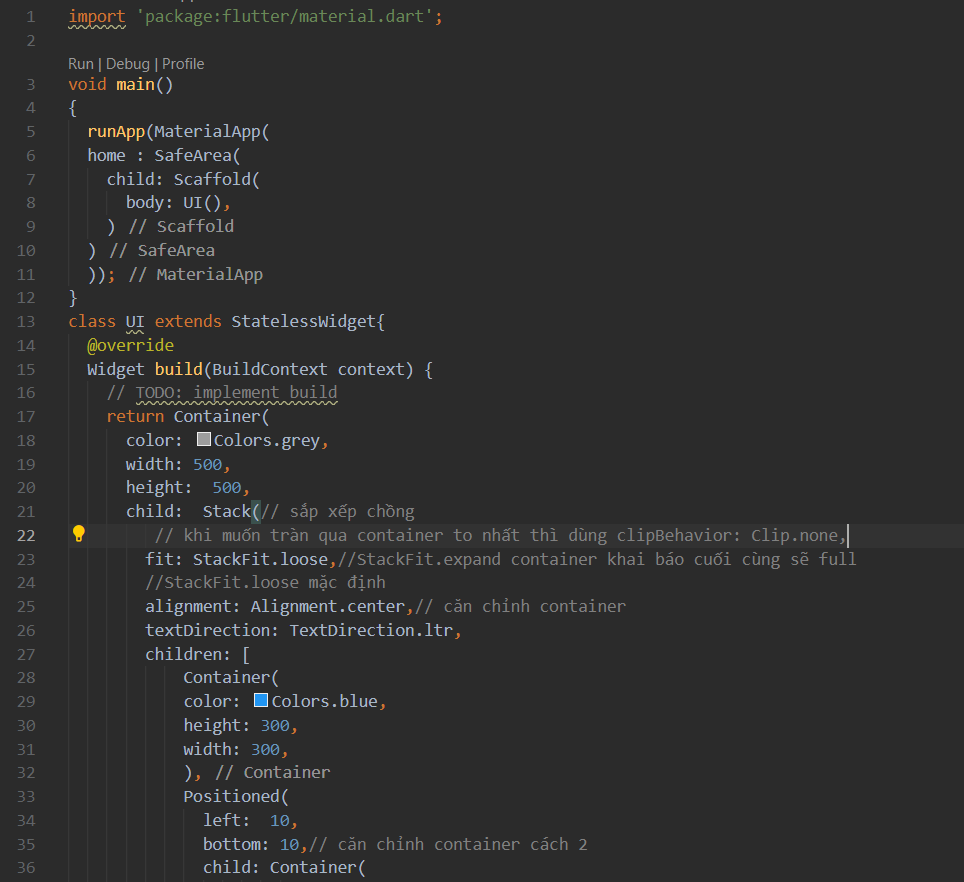 1 import 'package:flutter/material.dart';
2
Run | Debug | Profile
3 void main()
4 {
5 runApp(MaterialApp(
6 home : SafeArea(
7 child: Scaffold(
8 body: UI(),
9 ) // Scaffold
10 ) // SafeArea
11 )); // MaterialApp
12 }
13 class UI extends StatelessWidget{
14 @override
15 Widget build(BuildContext context) {
16 // TODO: implement build
17 return Container(
18 color: Colors.grey,
19 width: 500,
20 height:  500,
21 child:  Stack(// sắp xếp chồng
22 // khi muốn tràn qua container to nhất thì dùng clipBehavior: Clip.none,
23 fit: StackFit.loose,//StackFit.expand container khai báo cuối cùng sẽ full
24 //StackFit.loose mặc định
25 alignment: Alignment.center,// căn chỉnh container
26 textDirection: TextDirection.ltr,
27 children: [
28 Container(
29 color: Colors.blue,
30 height: 300,
31 width: 300,
32 ), // Container
33 Positioned(
34 left:  10,
35 bottom: 10,// căn chỉnh container cách 2
36 child: Container(